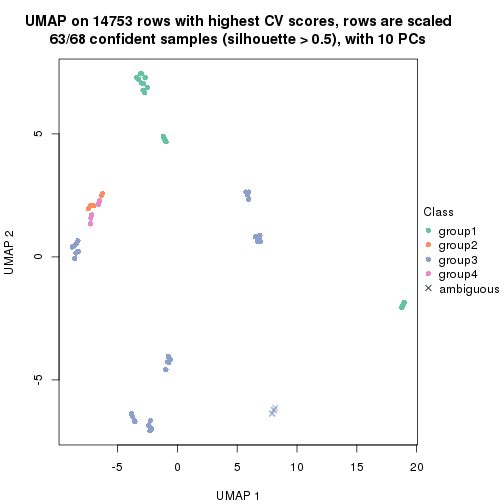 UMAP on 14753 rows with highest CV scores, rows are scaled
63/68 confident samples (silhouette > 0.5), with 10 PCs
5
0
-5
UMAP 2
Class
group1
group2
group3
group4
ambiguous
-5
0
5
10
15
20
UMAP 1